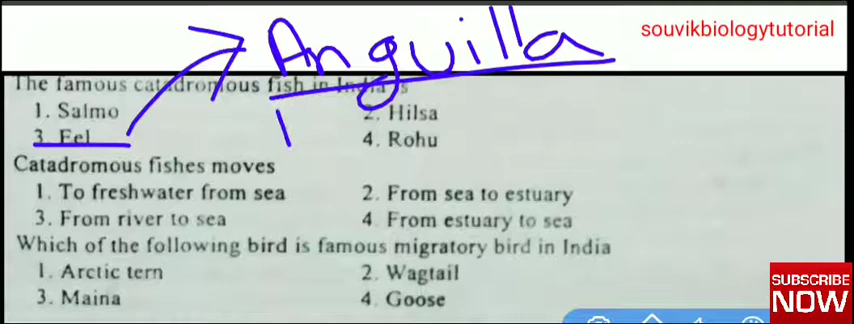 souvikbiologytutorial
Anguilla
The famous catadromous fish in India is
1. Salmo 2. Hilsa
3. Eel 4. Rohu
Catadromous fishes moves
1. To freshwater from sea 2. From sea to estuary
3. From river to sea 4. From estuary to sea
Which of the following bird is famous migratory bird in India
1. Arctic tern 2. Wagtail
3. Maina 4. Goose
SUBSCRIBE
NOW